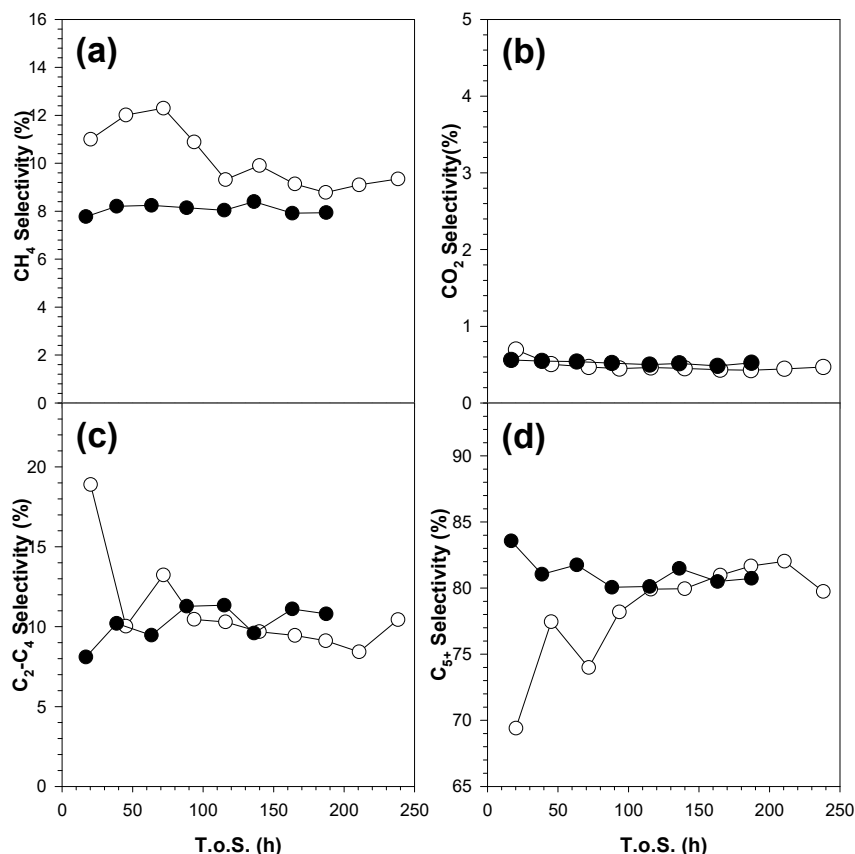 (a)
CH4 Selectivity (%)
16
14
12
10
8
6
4
2
0
(b)
CO2 Selectivity(%)
5
4
3
2
1
0
(c)
C2-C4 Selectivity (%)
20
15
10
5
0
0 50 100 150 200 250
T.o.S. (h)
(d)
C5+ Selectivity (%)
90
85
80
75
70
65
0 50 100 150 200 250
T.o.S. (h)